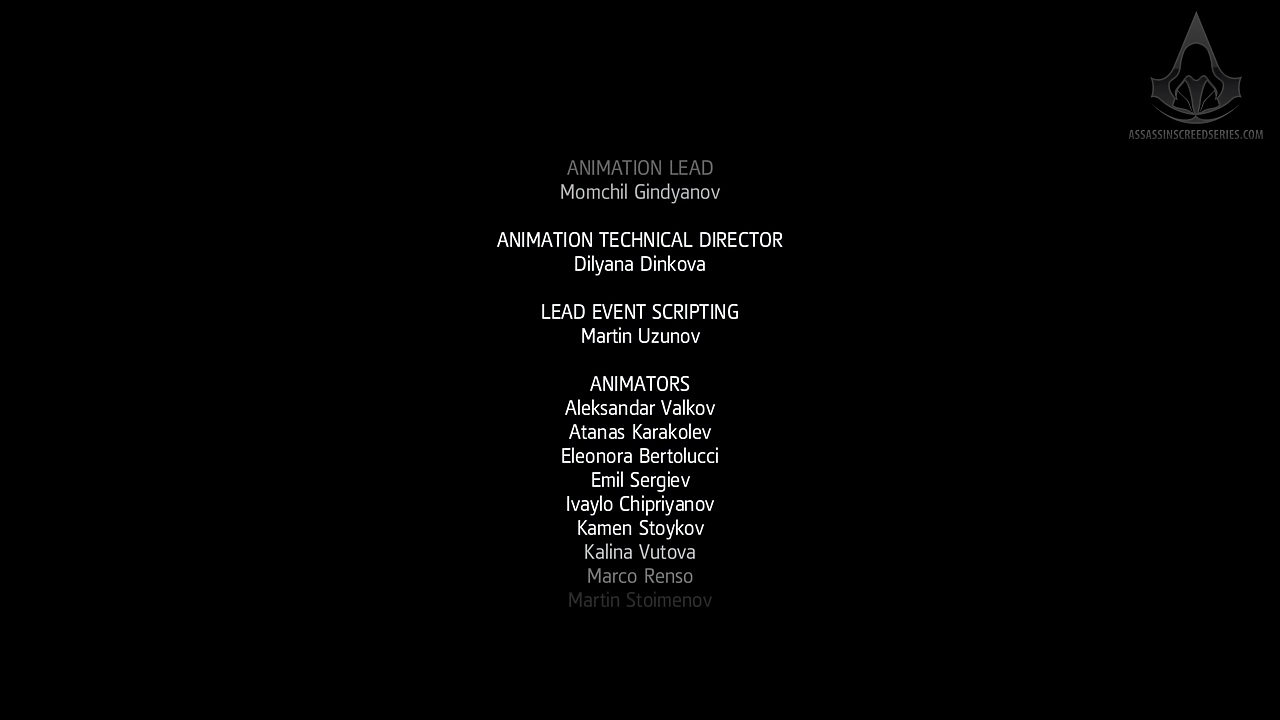 ASSASSINSCREEDSERIES.COM
ANIMATION LEAD
Momchil Gindyanov
ANIMATION TECHNICAL DIRECTOR
Dilyana Dinkova
LEAD EVENT SCRIPTING
Martin Uzunov
ANIMATORS
Aleksandar Valkov
Atanas Karakolev
Eleonora Bertolucci
Emil Sergiev
Ivaylo Chipriyanov
Kamen Stoykov
Kalina Vutova
Marco Renso
Martin Stoimenov